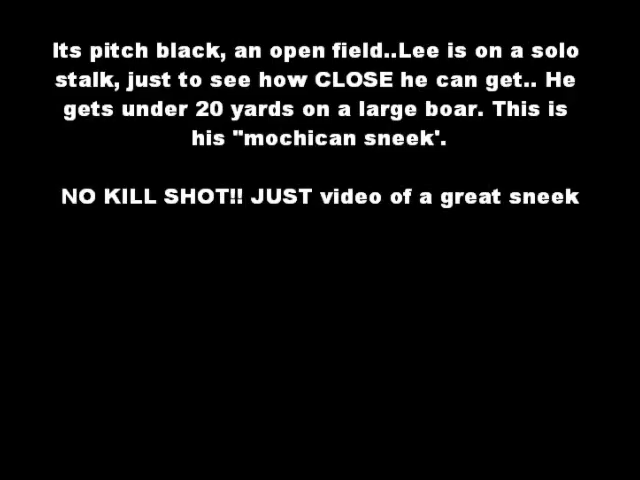 Its pitch black, an open field..Lee is on a solo
stalk, just to see how CLOSE he can get.. He
gets under 20 yards on a large boar. This is
his "mochican sneek'.
NO KILL SHOT!! JUST video of a great sneek